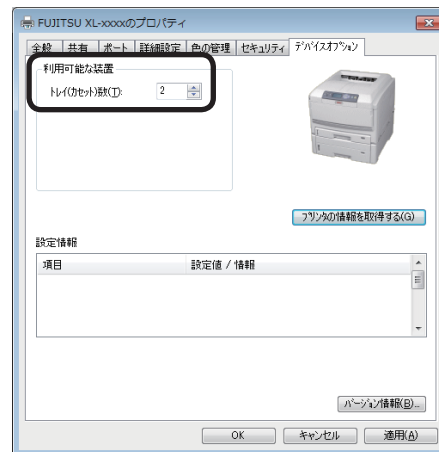 FUJITSU XL-xxxxのプロパティ
全般 共有 ポート 詳細設定 色の管理 セキュリティ ﾃﾞﾊﾞｲｽｵﾌﾟｼｮﾝ
利用可能な装置
トレイ(カセット)数(T): 2
プリンタの情報を取得する(G)
設定情報
項目 設定値 / 情報
バージョン情報(B)...
OK キャンセル 適用(A)